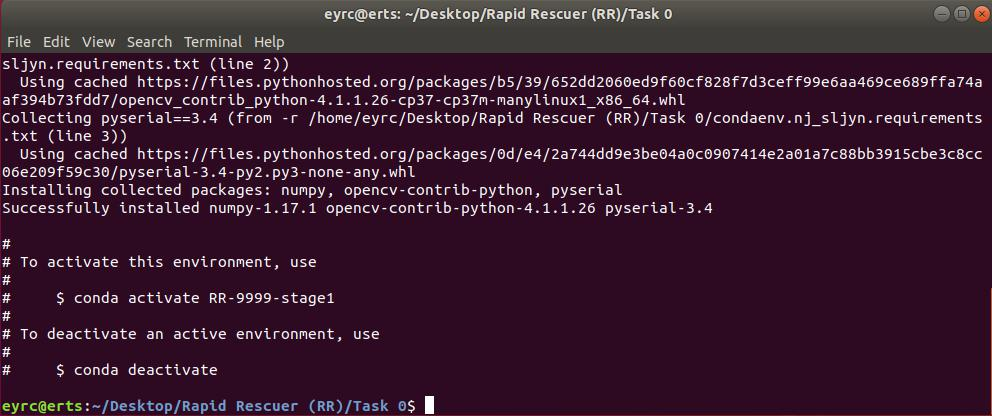 eyrc@erts: ~/Desktop/Rapid Rescuer (RR)/Task 0
File Edit View Search Terminal Help
sljyn.requirements.txt (line 2))
  Using cached https://files.pythonhosted.org/packages/b5/39/652dd2060ed9f60cf828f7d3ceff99e6aa469ce689ffa74a
af394b73fdd7/opencv_contrib_python-4.1.1.26-cp37-cp37m-manylinux1_x86_64.whl
Collecting pyserial==3.4 (from -r /home/eyrc/Desktop/Rapid Rescuer (RR)/Task 0/condaenv.nj_sljyn.requirements
.txt (line 3))
  Using cached https://files.pythonhosted.org/packages/0d/e4/2a744dd9e3be04a0c0907414e2a01a7c88bb3915cbe3c8cc
06e209f59c30/pyserial-3.4-py2.py3-none-any.whl
Installing collected packages: numpy, opencv-contrib-python, pyserial
Successfully installed numpy-1.17.1 opencv-contrib-python-4.1.1.26 pyserial-3.4
#
# To activate this environment, use
#
#     $ conda activate RR-9999-stage1
#
# To deactivate an active environment, use
#
#     $ conda deactivate
eyrc@erts:~/Desktop/Rapid Rescuer (RR)/Task 0$